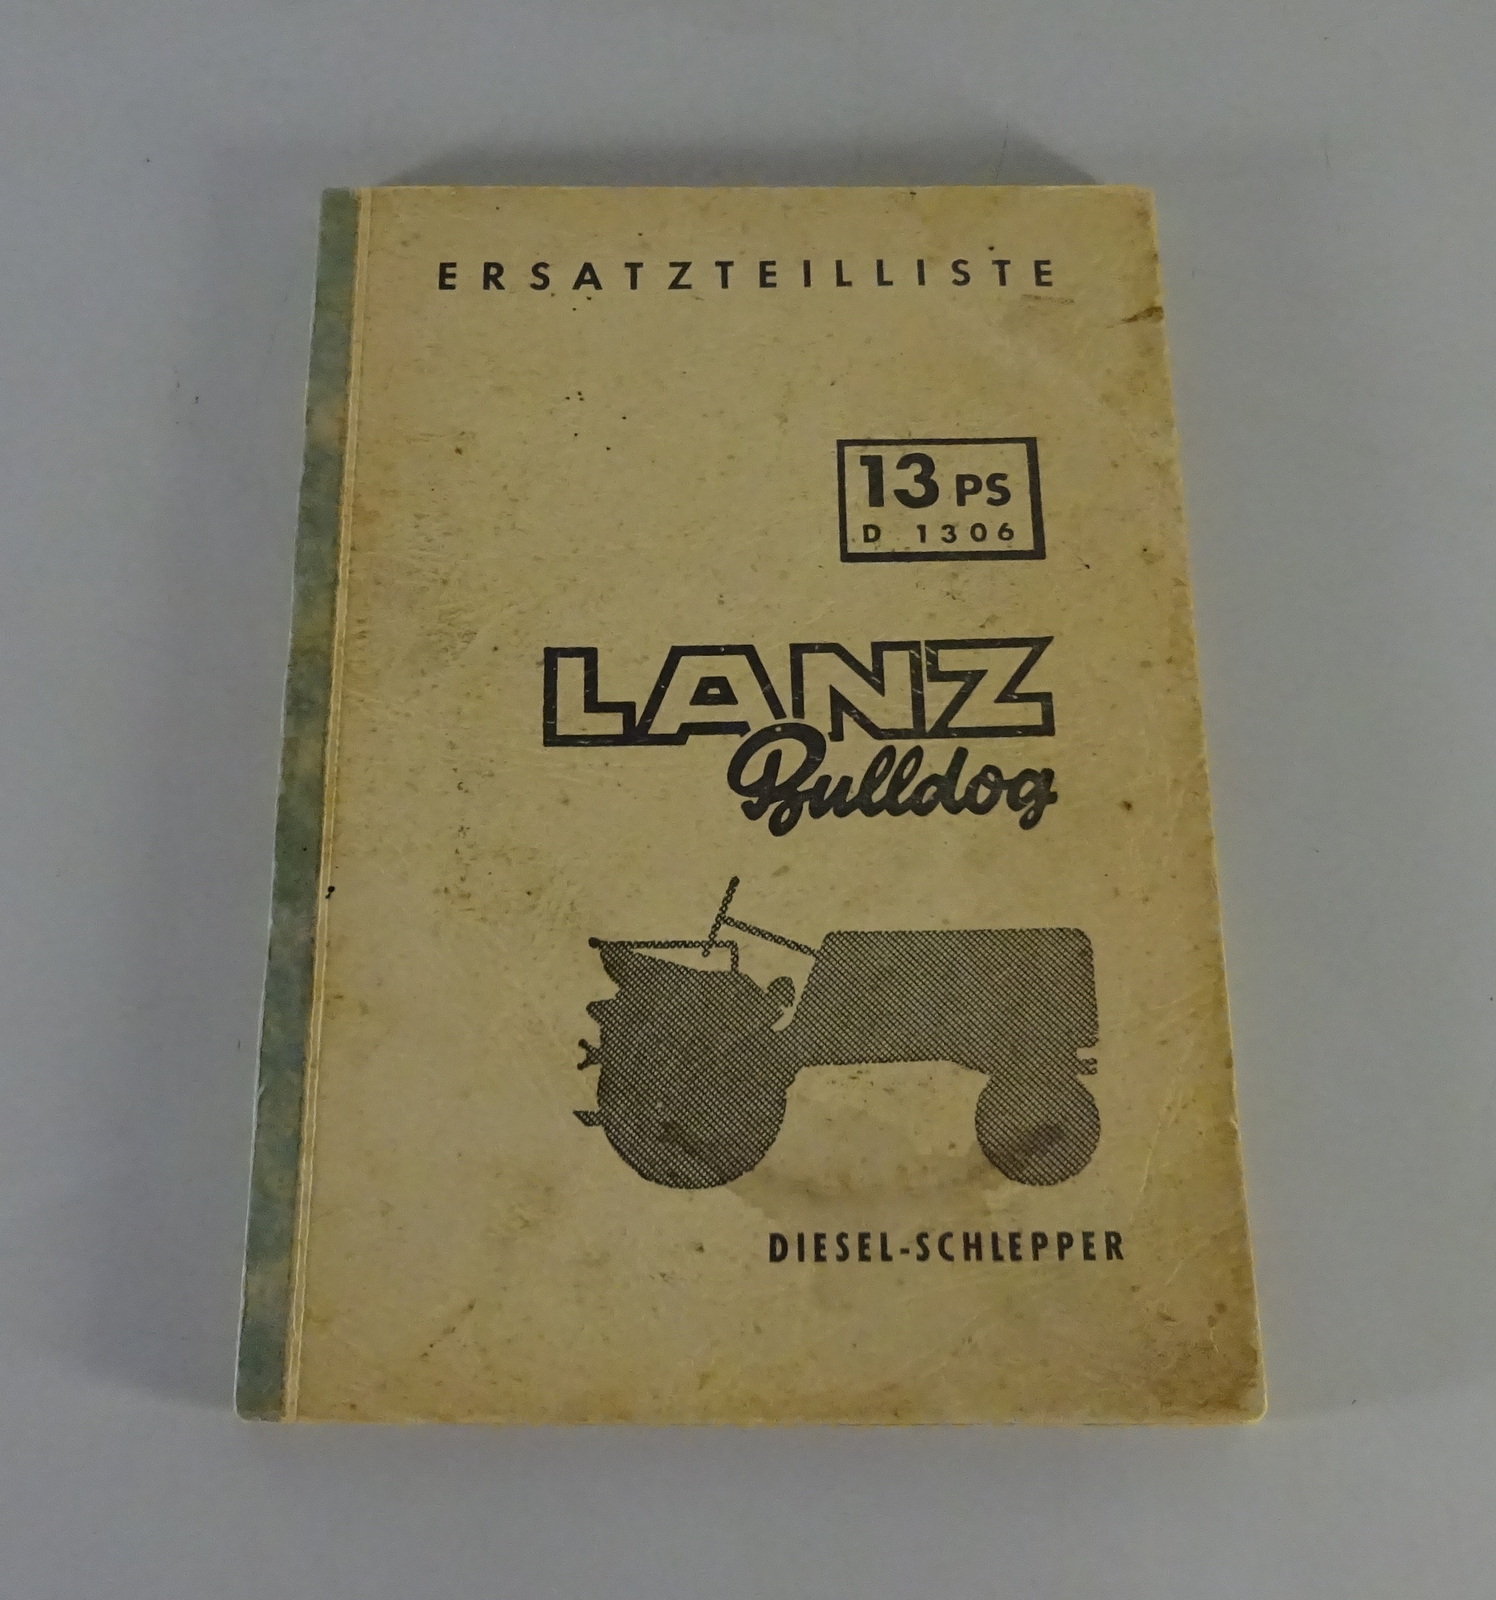 ERSATZTEILLISTE
13 PS
D 1306
LANZ
Bulldog
DIESEL-SCHLEPPER